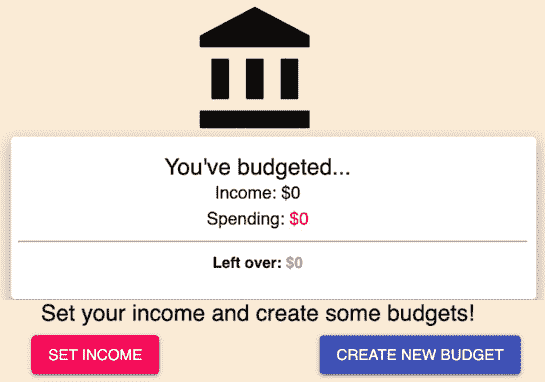 You've budgeted...
Income: $0
Spending: $0
Left over: $0
Set your income and create some budgets!
SET INCOME
CREATE NEW BUDGET